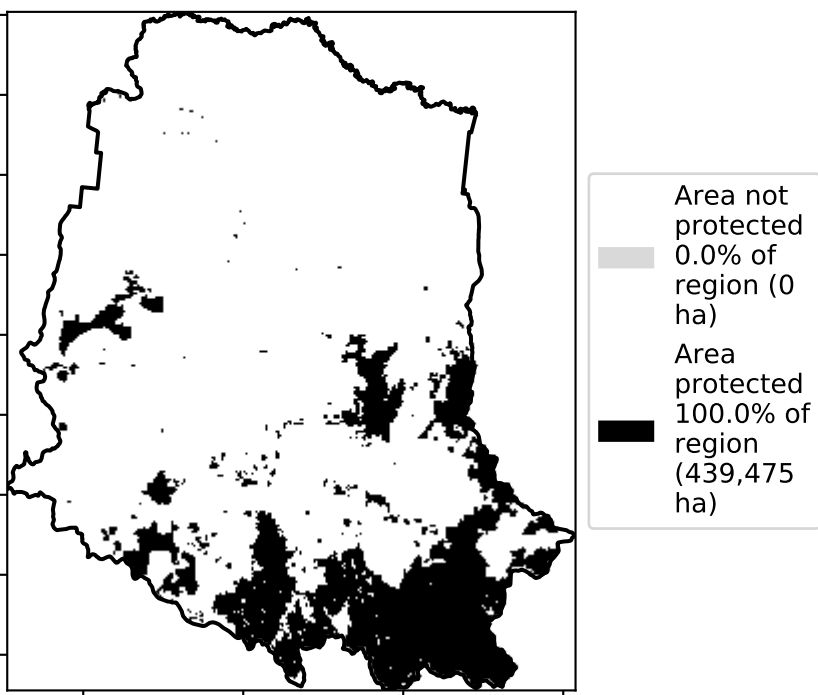 Area not
protected
0.0% of
region (0
ha)
Area
protected
100.0% of
region
(439,475
ha)